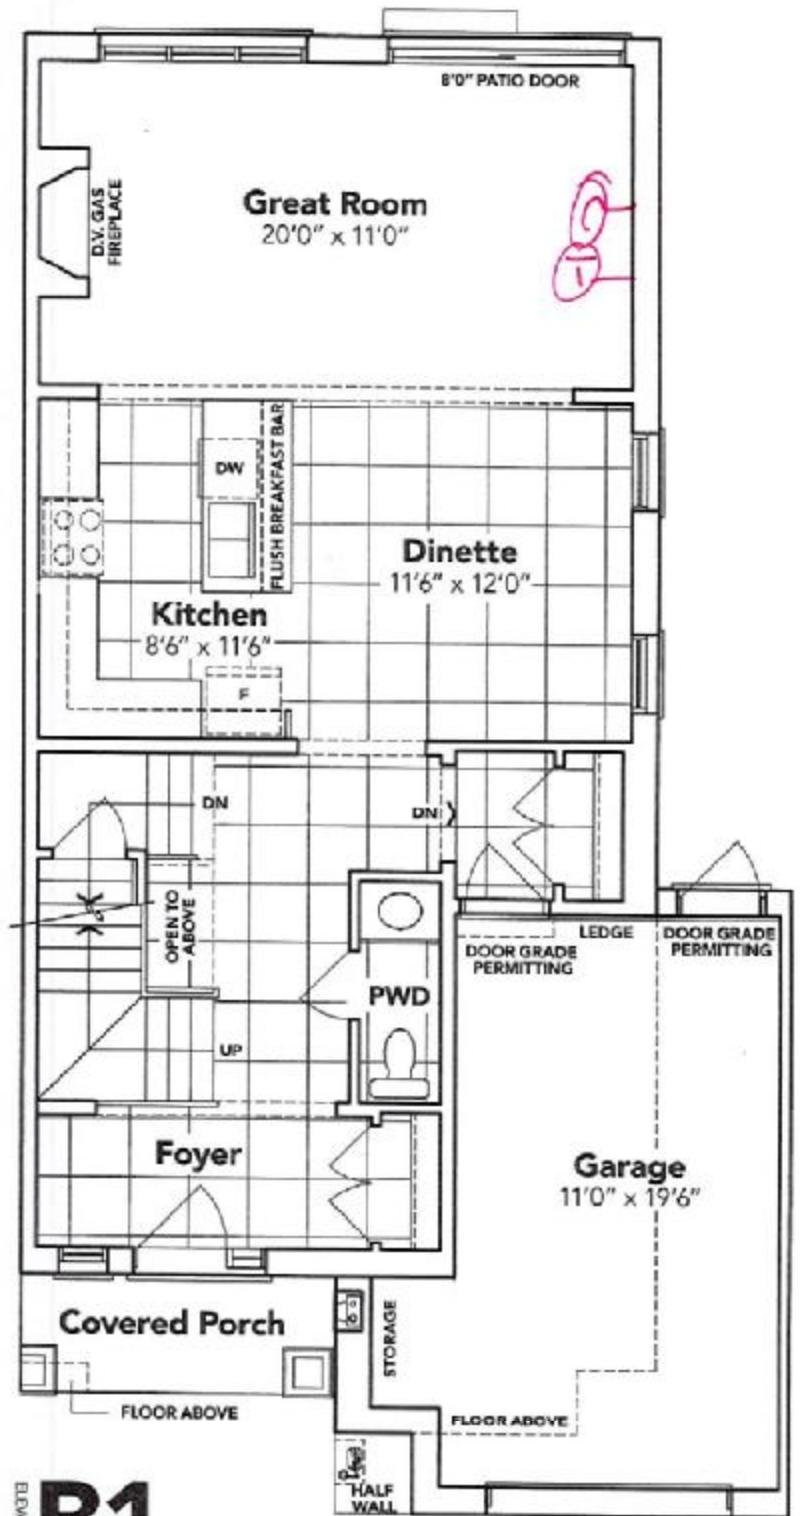 8'0" PATIO DOOR
Great Room
20'0" x 11'0"
D.V. GAS
FIREPLACE
DW
FLUSH BREAKFAST BAR
Dinette
11'6" x 12'0"
Kitchen
8'6" x 11'6"
F
DN
DN
OPEN TO
ABOVE
LEDGE
DOOR GRADE
PERMITTING
DOOR GRADE
PERMITTING
PWD
UP
Foyer
Garage
11'0" x 19'6"
Covered Porch
STORAGE
FLOOR ABOVE
FLOOR ABOVE
HALF
WALL